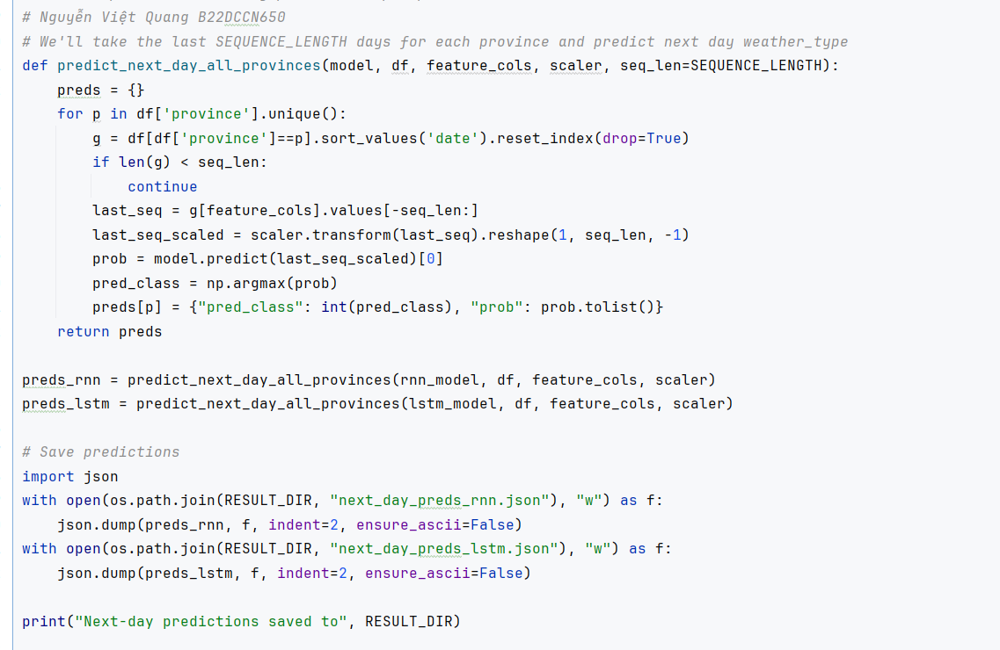 # Nguyễn Việt Quang B22DCCN650
# We'll take the last SEQUENCE_LENGTH days for each province and predict next day weather_type
def predict_next_day_all_provinces(model, df, feature_cols, scaler, seq_len=SEQUENCE_LENGTH):
    preds = {}
    for p in df['province'].unique():
        g = df[df['province']==p].sort_values('date').reset_index(drop=True)
        if len(g) < seq_len:
            continue
        last_seq = g[feature_cols].values[-seq_len:]
        last_seq_scaled = scaler.transform(last_seq).reshape(1, seq_len, -1)
        prob = model.predict(last_seq_scaled)[0]
        pred_class = np.argmax(prob)
        preds[p] = {"pred_class": int(pred_class), "prob": prob.tolist()}
    return preds

preds_rnn = predict_next_day_all_provinces(rnn_model, df, feature_cols, scaler)
preds_lstm = predict_next_day_all_provinces(lstm_model, df, feature_cols, scaler)

# Save predictions
import json
with open(os.path.join(RESULT_DIR, "next_day_preds_rnn.json"), "w") as f:
    json.dump(preds_rnn, f, indent=2, ensure_ascii=False)
with open(os.path.join(RESULT_DIR, "next_day_preds_lstm.json"), "w") as f:
    json.dump(preds_lstm, f, indent=2, ensure_ascii=False)

print("Next-day predictions saved to", RESULT_DIR)